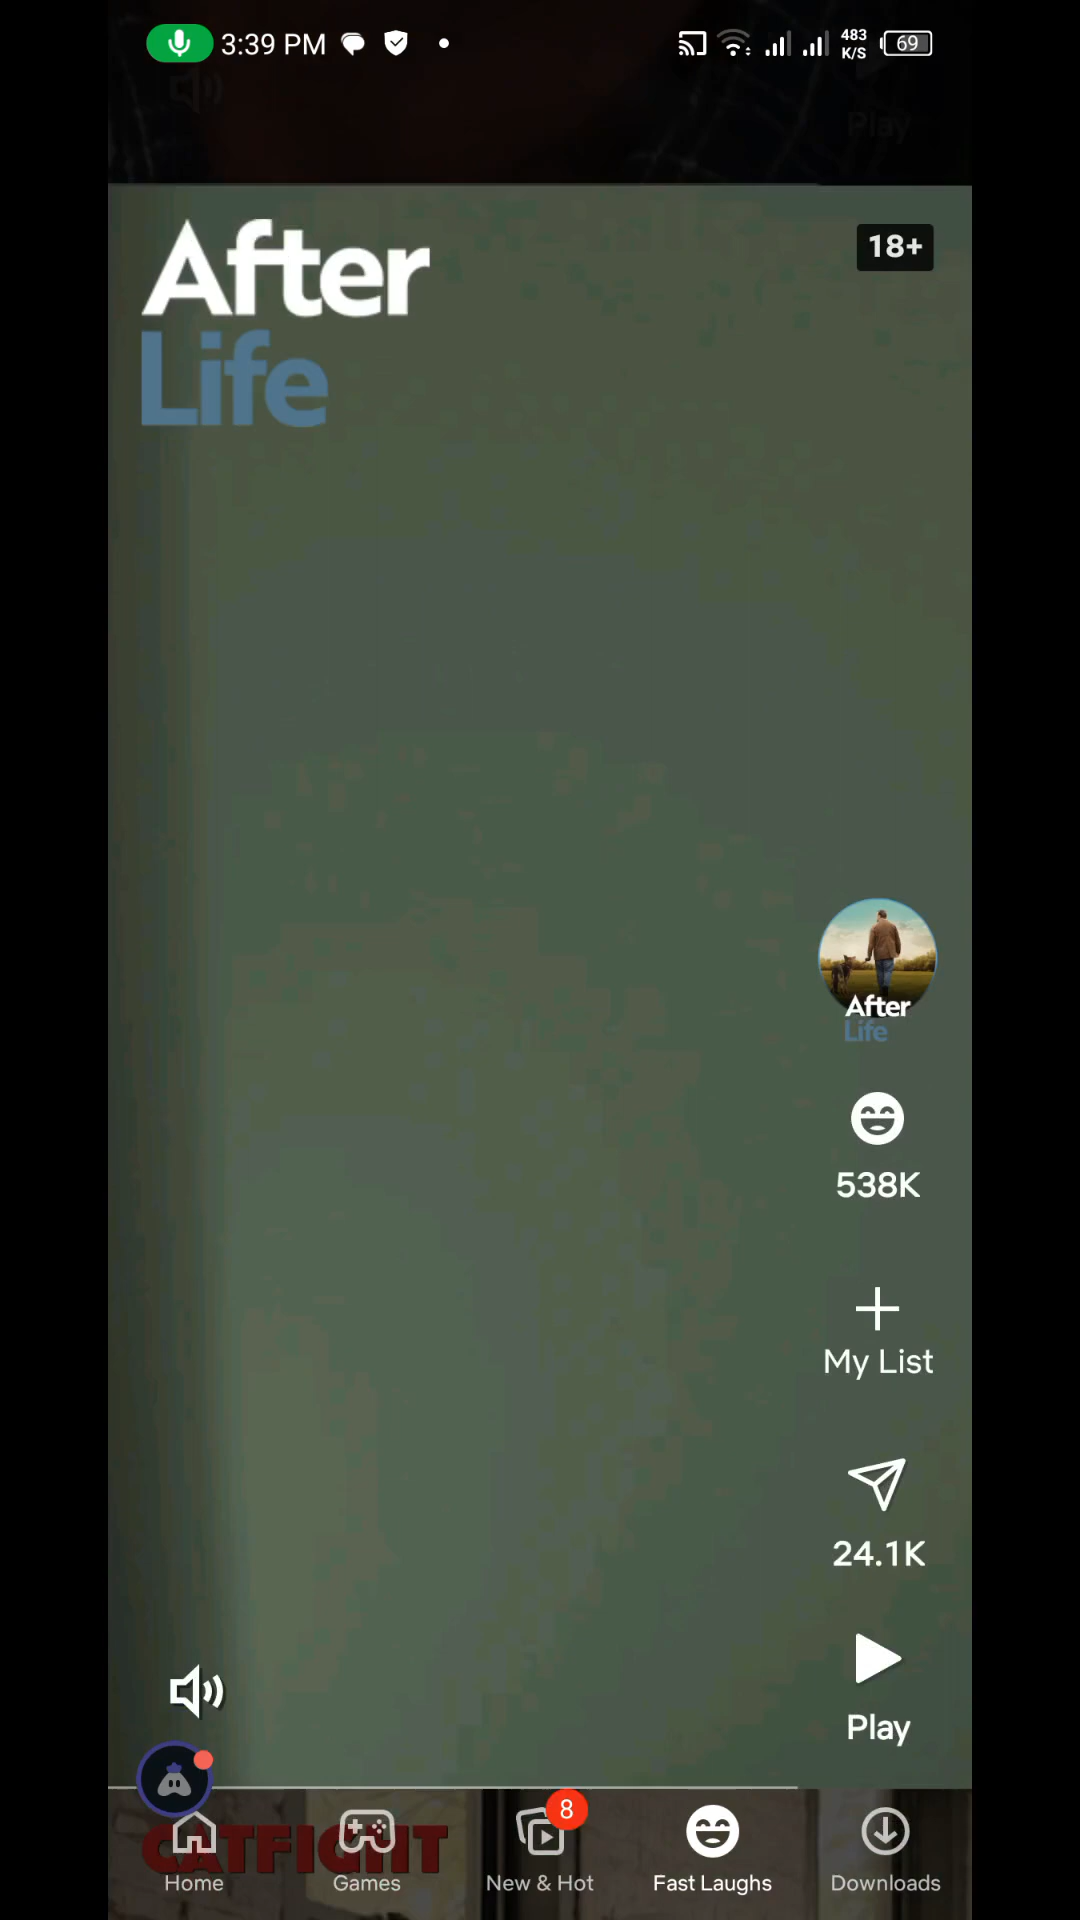 3:39 PM
483
K/S
69
Play
After
Life
18+
After
Life
538K
My List
24.1K
Play
8
CATFIGHT
Home
Games
New & Hot
Fast Laughs
Downloads